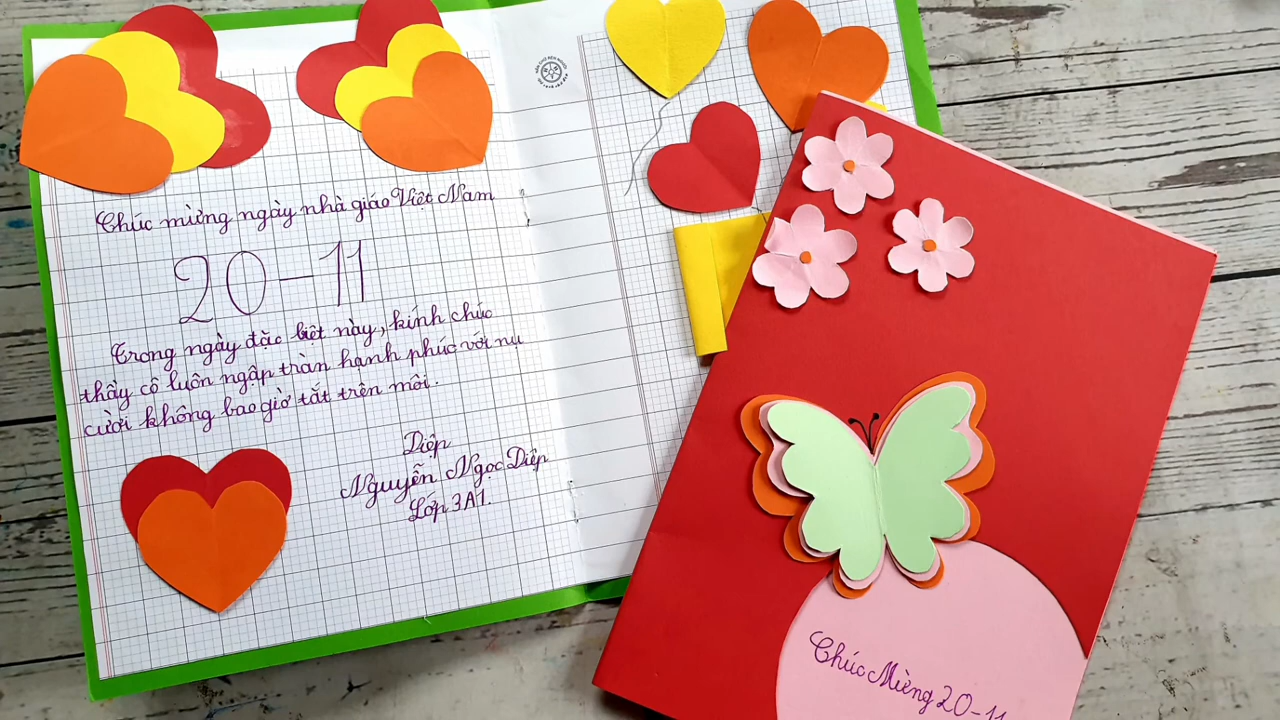 Chúc mừng ngày nhà giáo Việt Nam
20-11
Trong ngày đặc biệt này, kính chúc
thầy cô luôn ngập tràn hạnh phúc với nụ
cười không bao giờ tắt trên môi.
Diệp
Nguyễn Ngọc Diệp
Lớp 3A1.
Chúc Mừng 20-11